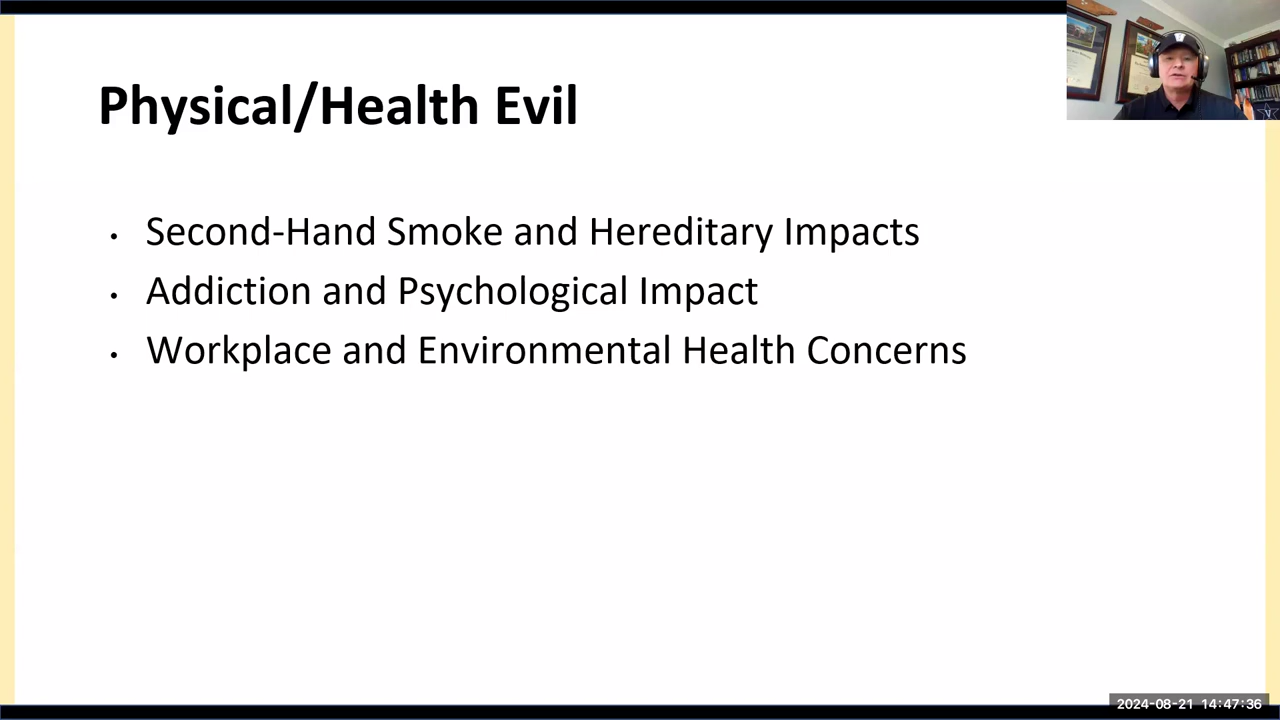 Physical/Health Evil
• Second-Hand Smoke and Hereditary Impacts
• Addiction and Psychological Impact
• Workplace and Environmental Health Concerns
2024-08-21 14:47:36